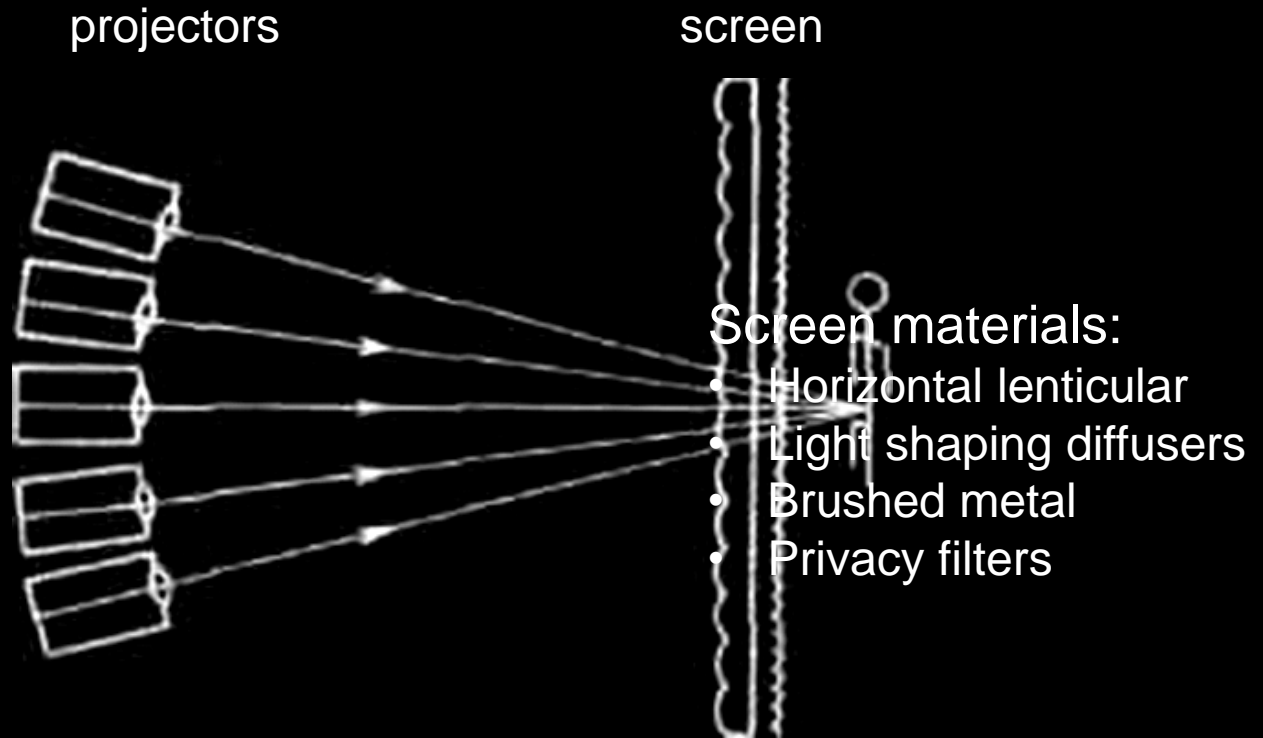 projectors
screen
Screen materials:
• Horizontal lenticular
• Light shaping diffusers
• Brushed metal
• Privacy filters